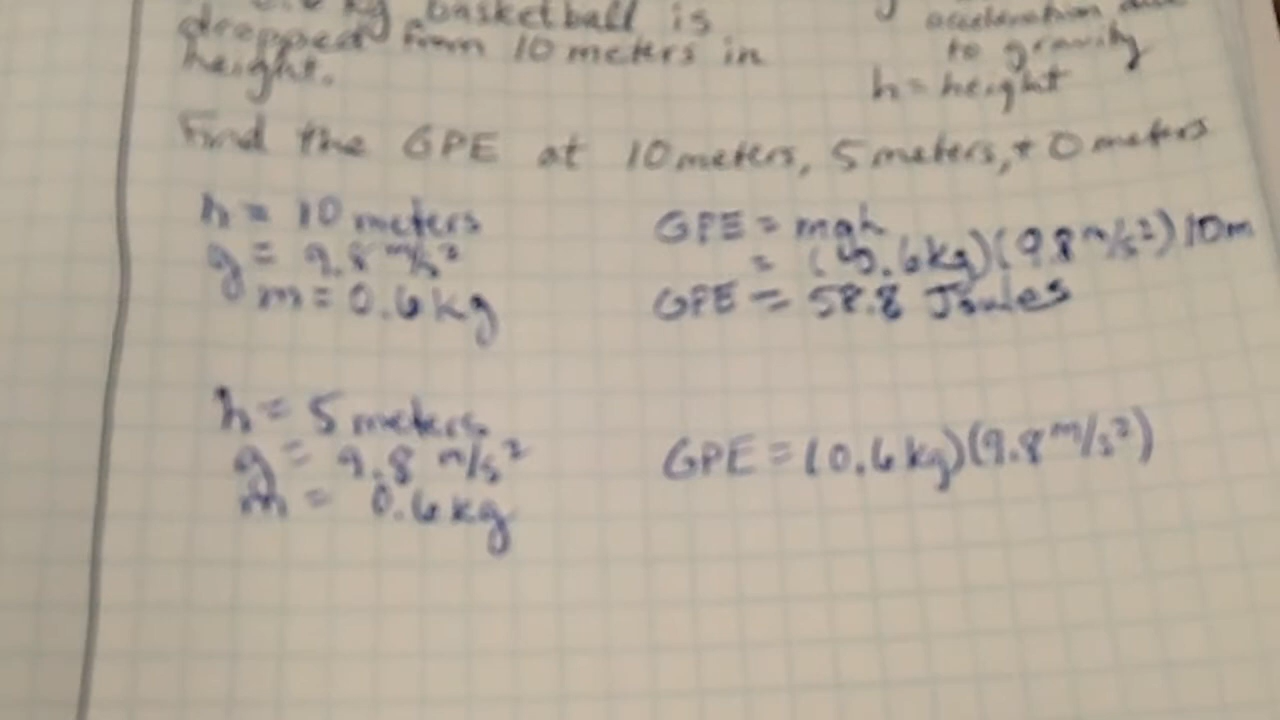 kg basketball is
dropped from 10 meters in
height.
acceleration due
to gravity
h = height
Find the GPE at 10 meters, 5 meters, + 0 meters
h = 10 meters
g = 9.8 m/s²
m = 0.6 kg
GPE = mgh
= (0.6kg)(9.8 m/s²) 10m
GPE = 58.8 Joules
h = 5 meters
g = 9.8 m/s²
m = 0.6 kg
GPE = (0.6 kg)(9.8 m/s²)